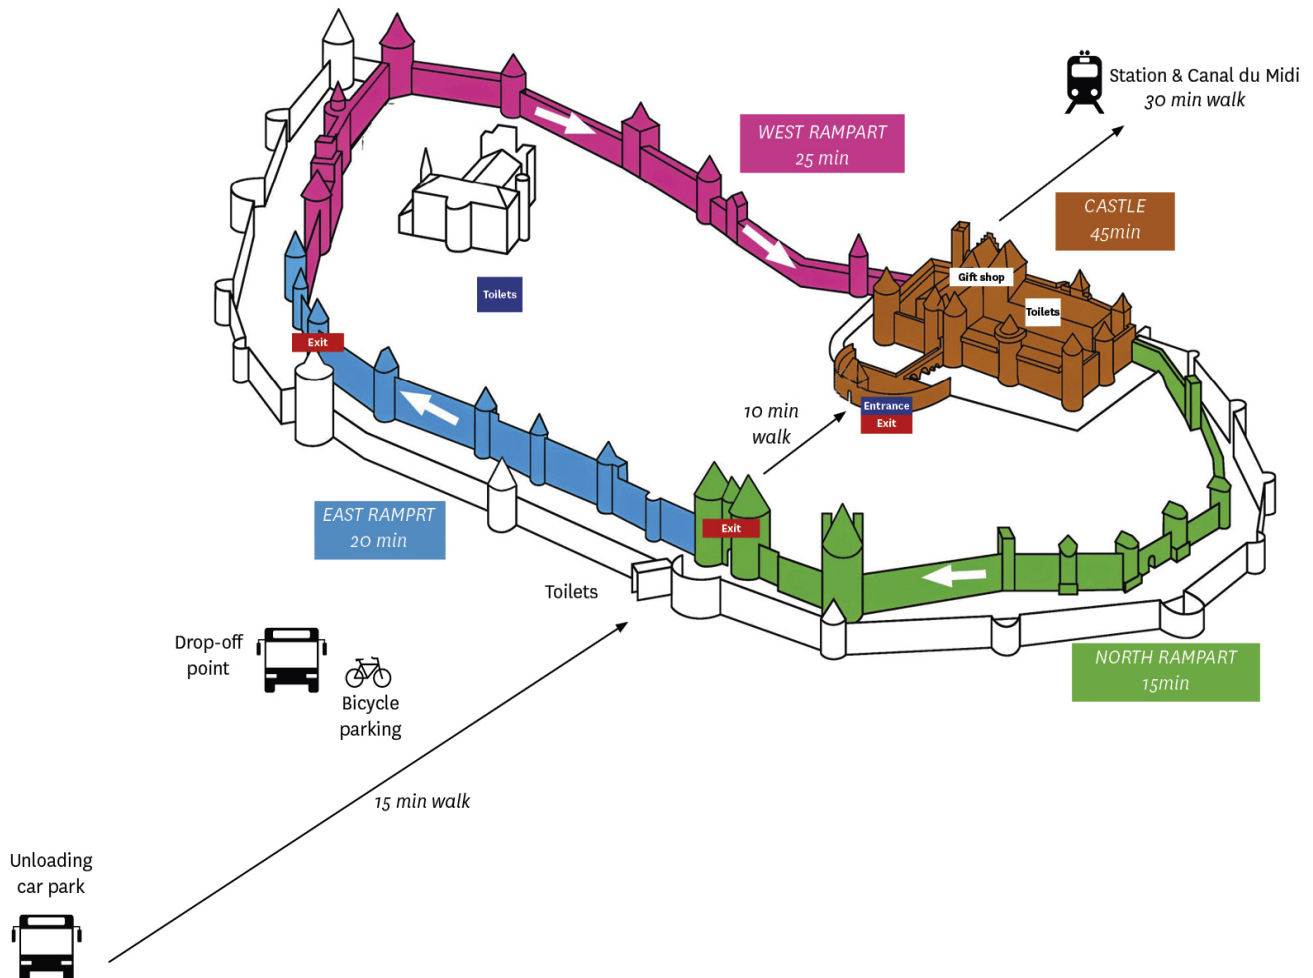 Station & Canal du Midi
30 min walk
WEST RAMPART
25 min
CASTLE
45min
Gift shop
Toilets
Toilets
Exit
Entrance
Exit
10 min
walk
EAST RAMPRT
20 min
Exit
Toilets
Drop-off
point
Bicycle
parking
NORTH RAMPART
15min
15 min walk
Unloading
car park